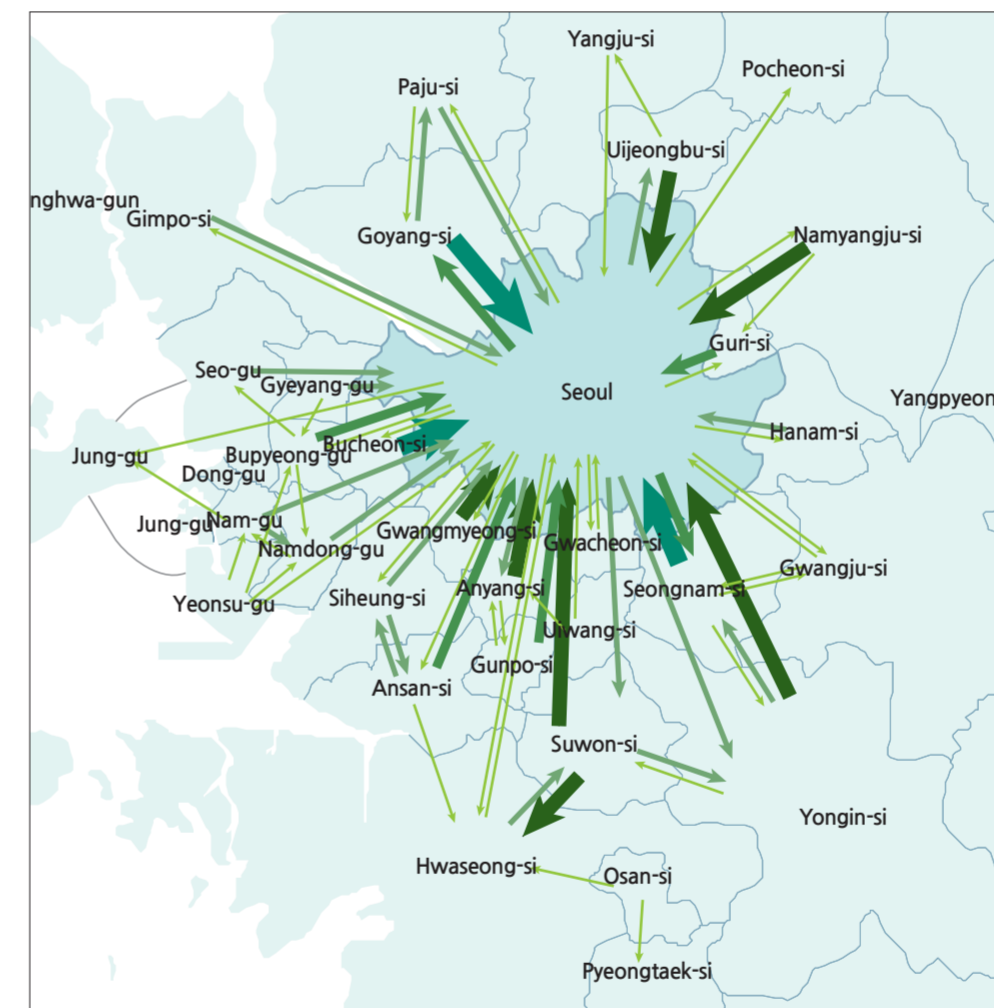 Yangju-si
Pocheon-si
Paju-si
Uijeongbu-si
nghwa-gun
Gimpo-si
Goyang-si
Namyangju-si
Guri-si
Seo-gu
Gyeyang-gu
Seoul
Yangpyeon
Jung-gu
Bupyeong-gu
Bucheon-si
Hanam-si
Dong-gu
Jung-gu
Nam-gu
Gwangmyeong-si
Gwacheon-si
Namdong-gu
Gwangju-si
Yeonsu-gu
Siheung-si
Anyang-si
Seongnam-si
Uiwang-si
Gunpo-si
Ansan-si
Suwon-si
Yongin-si
Hwaseong-si
Osan-si
Pyeongtaek-si